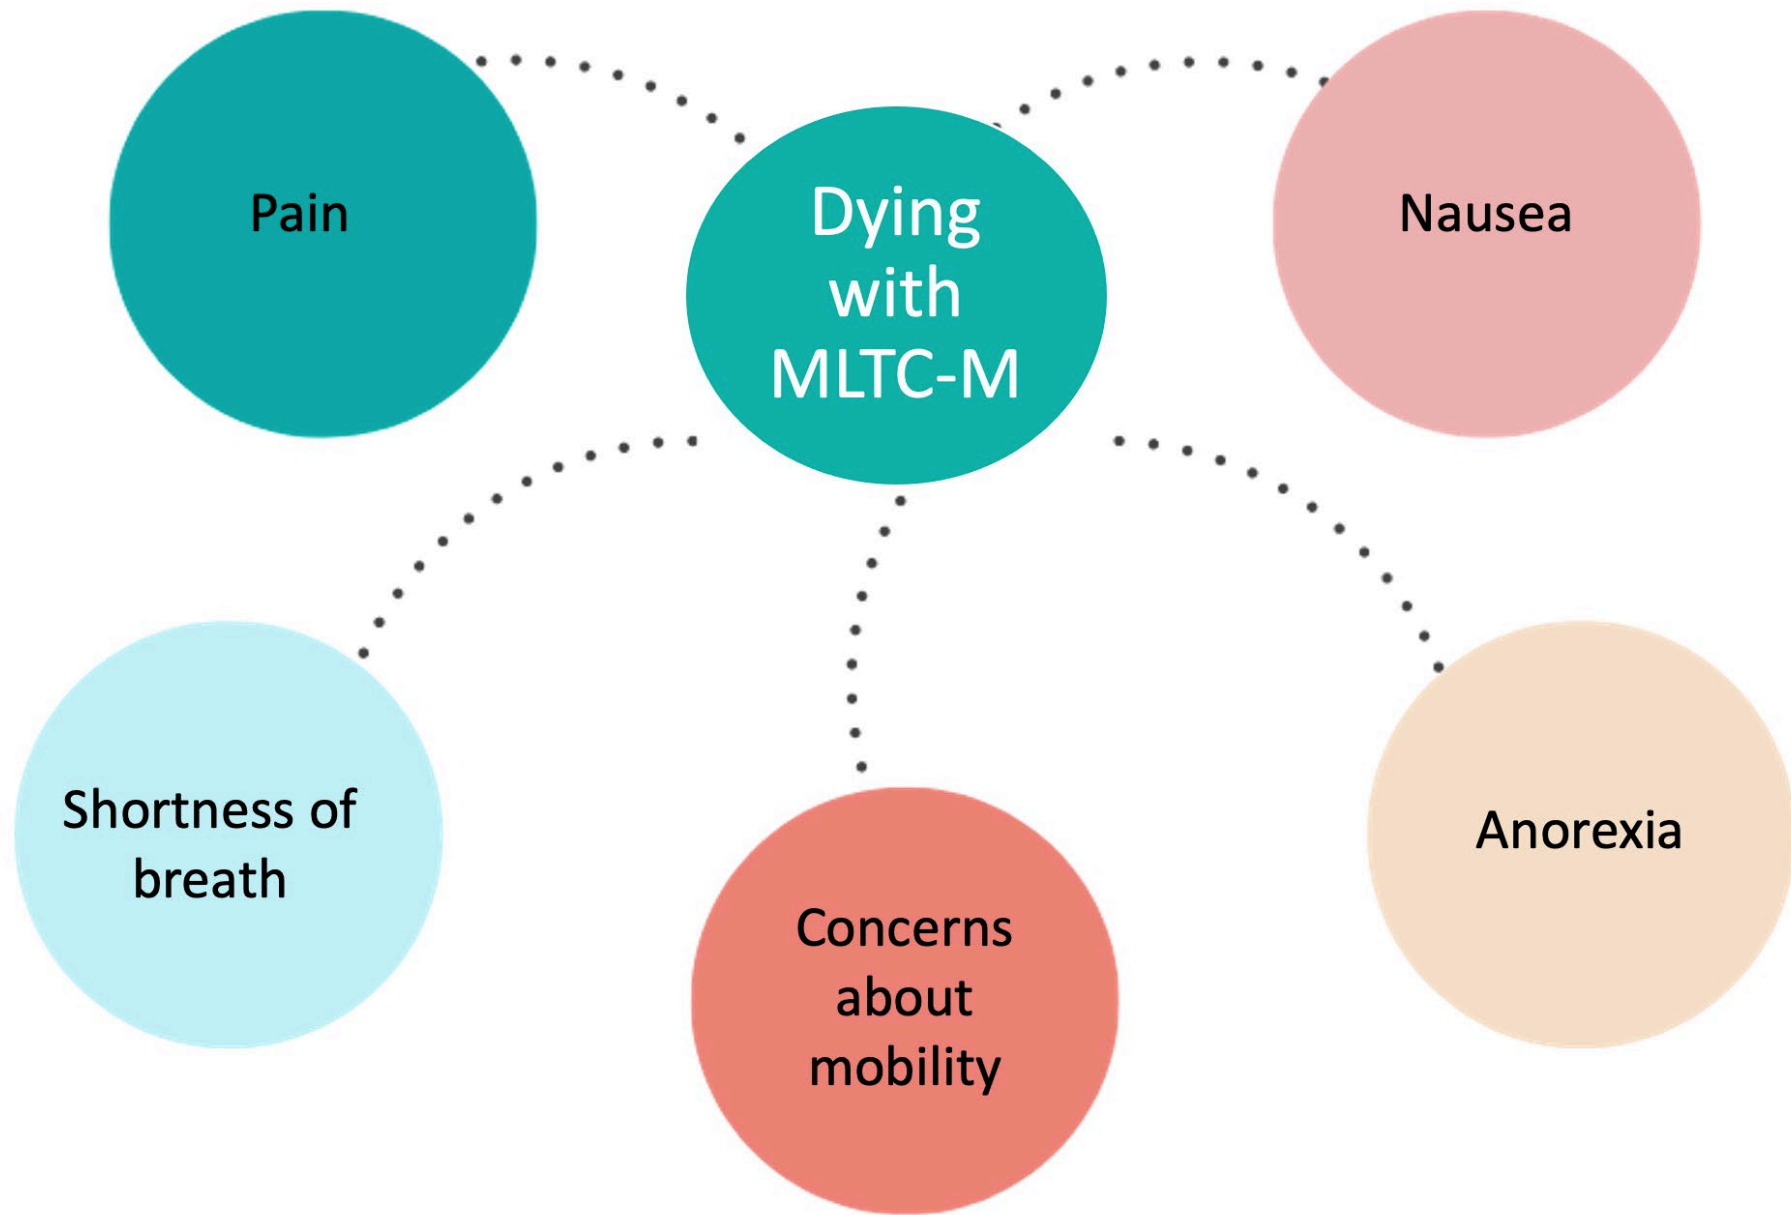 Pain
Dying
with
MLTC-M
Nausea
Shortness of
breath
Concerns
about
mobility
Anorexia